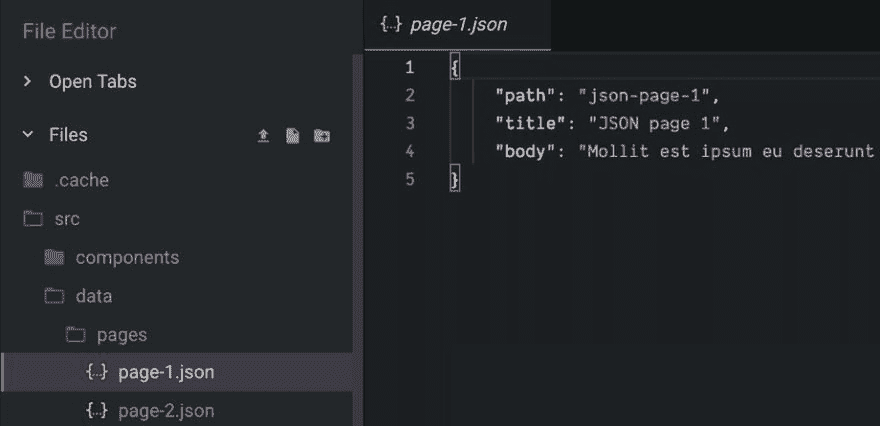 File Editor
Open Tabs
Files
.cache
src
components
data
pages
{..} page-1.json
{..} page-2.json
{..} page-1.json
1 {
2 "path": "json-page-1",
3 "title": "JSON page 1",
4 "body": "Mollit est ipsum eu deserunt
5 }